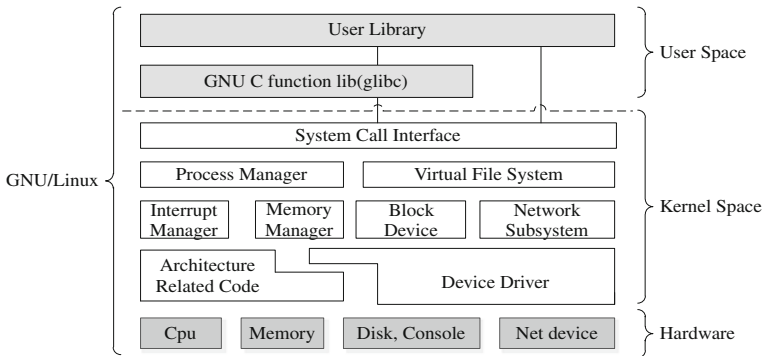 User Library
User Space
GNU C function lib(glibc)
System Call Interface
GNU/Linux
Process Manager
Virtual File System
Interrupt
Manager
Memory
Manager
Block
Device
Network
Subsystem
Kernel Space
Architecture
Related Code
Device Driver
Cpu
Memory
Disk, Console
Net device
Hardware